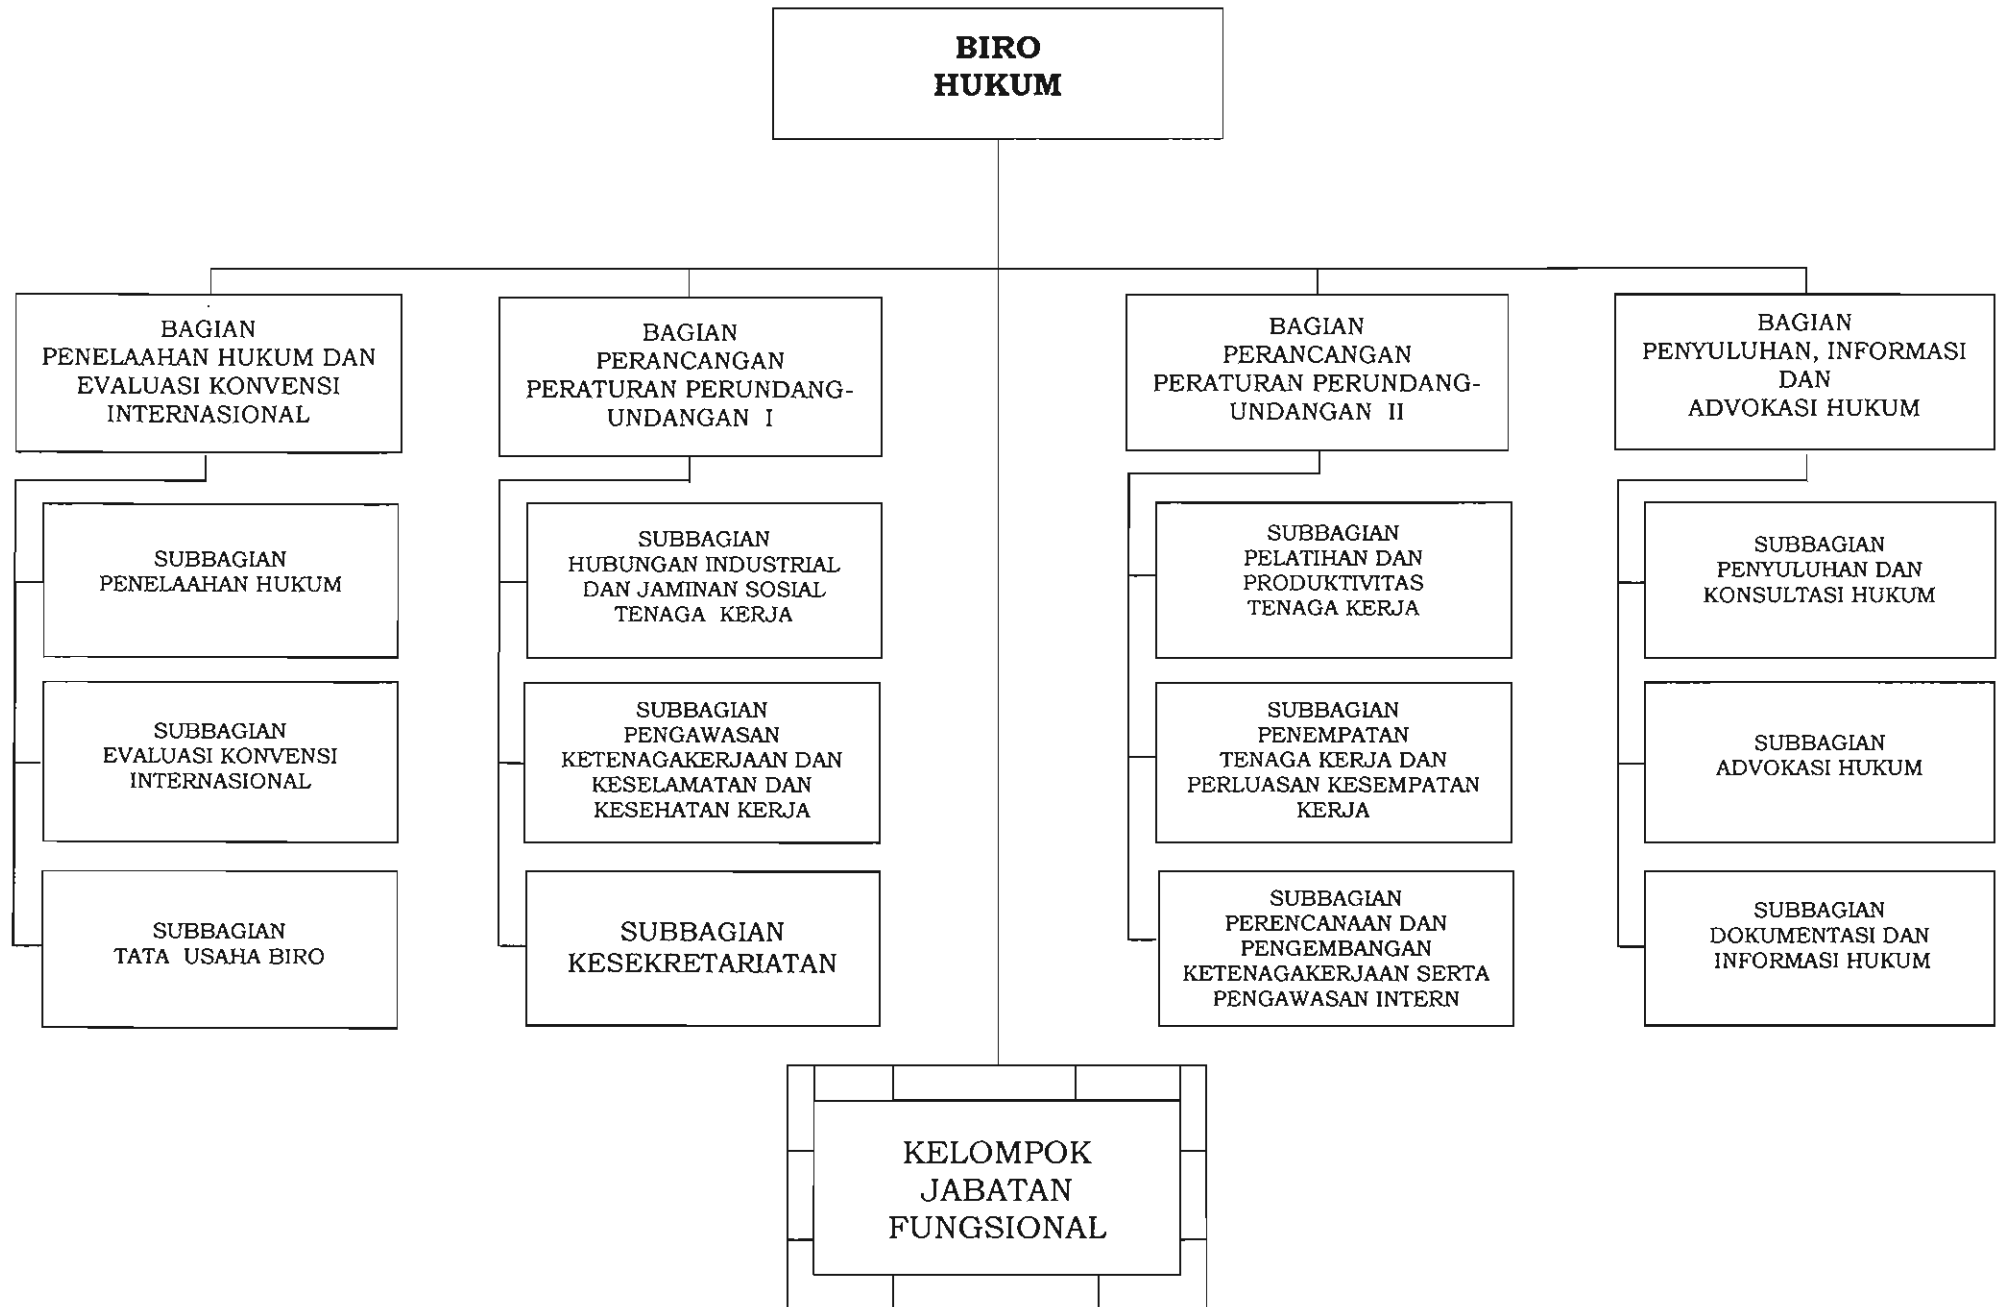 BIRO
HUKUM
BAGIAN
PENELAAHAN HUKUM DAN
EVALUASI KONVENSI
INTERNASIONAL
BAGIAN
PERANCANGAN
PERATURAN PERUNDANG-
UNDANGAN I
BAGIAN
PERANCANGAN
PERATURAN PERUNDANG-
UNDANGAN II
BAGIAN
PENYULUHAN, INFORMASI
DAN
ADVOKASI HUKUM
SUBBAGIAN
PENELAAHAN HUKUM
SUBBAGIAN
HUBUNGAN INDUSTRIAL
DAN JAMINAN SOSIAL
TENAGA KERJA
SUBBAGIAN
PELATIHAN DAN
PRODUKTIVITAS
TENAGA KERJA
SUBBAGIAN
PENYULUHAN DAN
KONSULTASI HUKUM
SUBBAGIAN
EVALUASI KONVENSI
INTERNASIONAL
SUBBAGIAN
PENGAWASAN
KETENAGAKERJAAN DAN
KESELAMATAN DAN
KESEHATAN KERJA
SUBBAGIAN
PENEMPATAN
TENAGA KERJA DAN
PERLUASAN KESEMPATAN
KERJA
SUBBAGIAN
ADVOKASI HUKUM
SUBBAGIAN
TATA USAHA BIRO
SUBBAGIAN
KESEKRETARIATAN
SUBBAGIAN
PERENCANAAN DAN
PENGEMBANGAN
KETENAGAKERJAAN SERTA
PENGAWASAN INTERN
SUBBAGIAN
DOKUMENTASI DAN
INFORMASI HUKUM
KELOMPOK
JABATAN
FUNGSIONAL